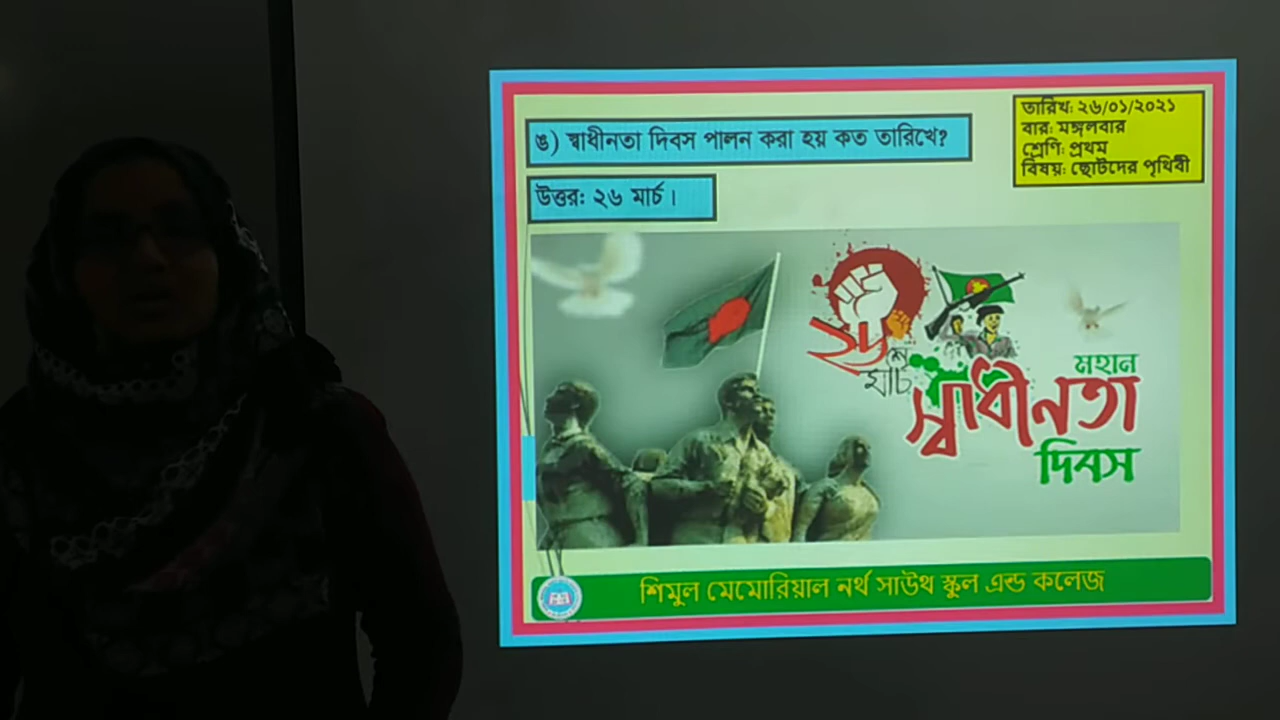 ঙ) স্বাধীনতা দিবস পালন করা হয় কত তারিখে?
উত্তর: ২৬ মার্চ।
তারিখ: ২৬/০১/২০২১
বার: মঙ্গলবার
শ্রেণি: প্রথম
বিষয়: ছোটদের পৃথিবী
২৬শে
মার্চ
মহান
স্বাধীনতা
দিবস
শিমুল মেমোরিয়াল নর্থ সাউথ স্কুল এন্ড কলেজ